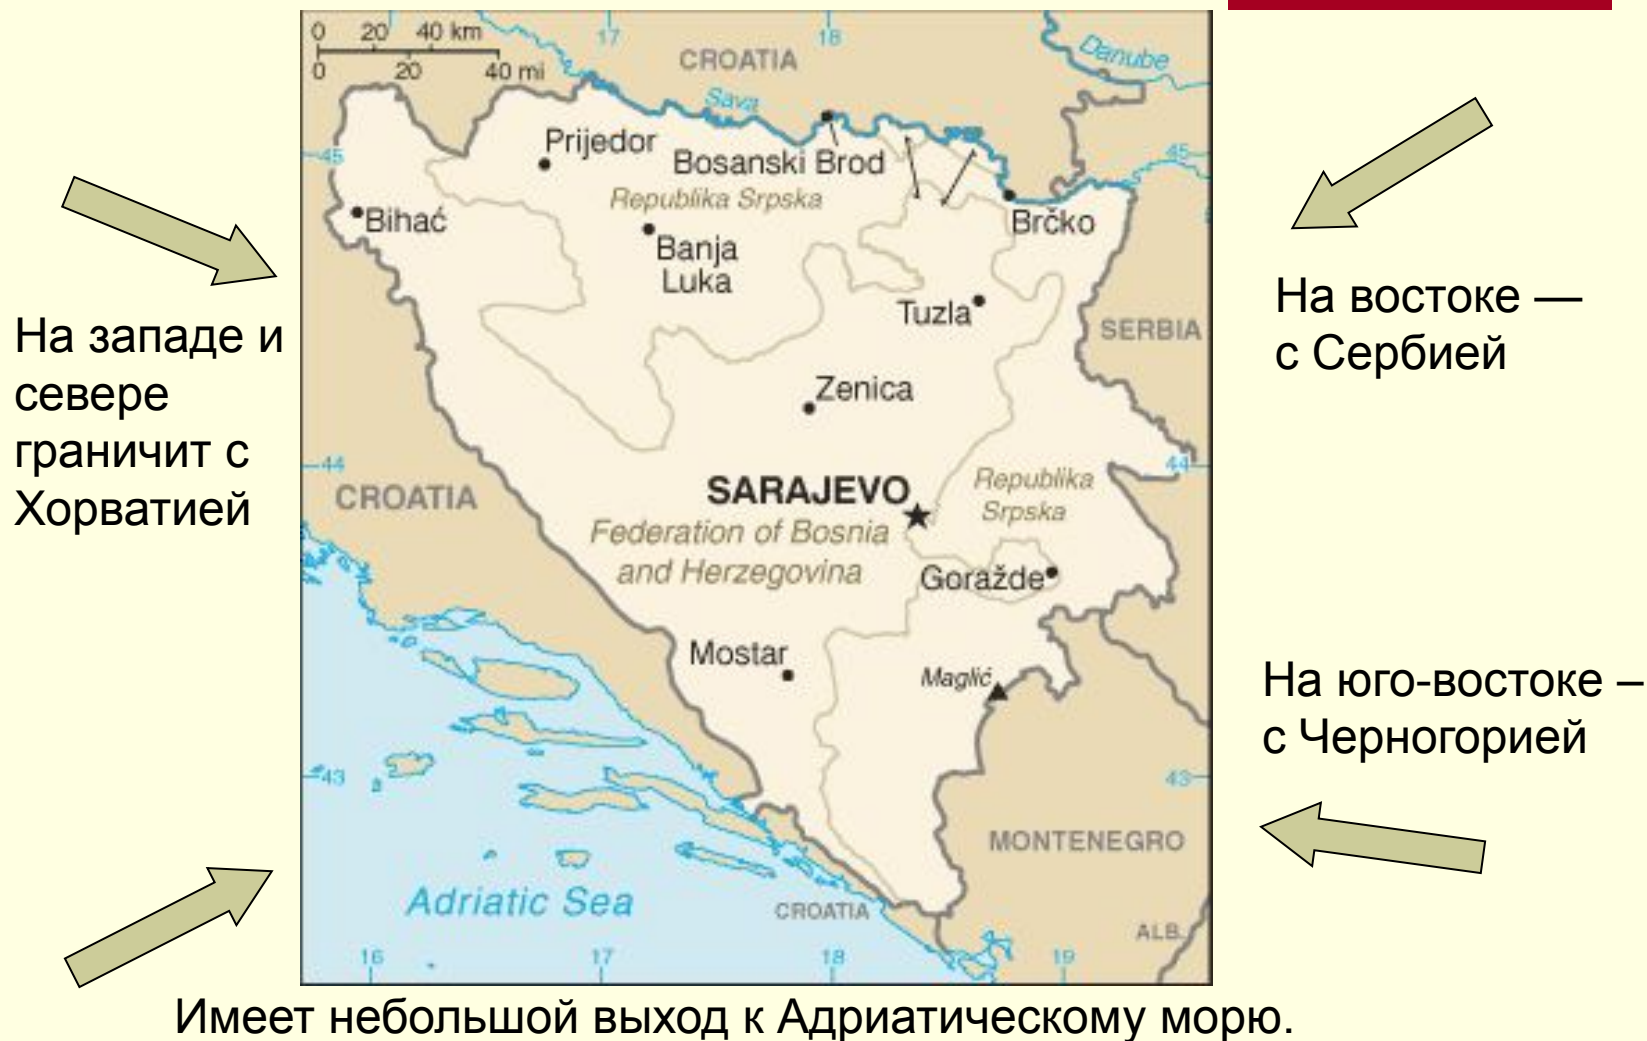 0 20 40 km
0 20 40 mi
17
18
CROATIA
Danube
Sava
Prijedor
Bosanski Brod
45
45
Republika Srpska
Bihać
Brčko
Banja
Luka
Tuzla
SERBIA
На западе и
севере
граничит с
Хорватией
На востоке —
с Сербией
Zenica
44
44
CROATIA
SARAJEVO
Republika
Srpska
Federation of Bosnia
and Herzegovina
Goražde
Mostar
Maglić
На юго-востоке –
с Черногорией
43
43
MONTENEGRO
Adriatic Sea
CROATIA
ALB.
16
17
18
19
Имеет небольшой выход к Адриатическому морю.